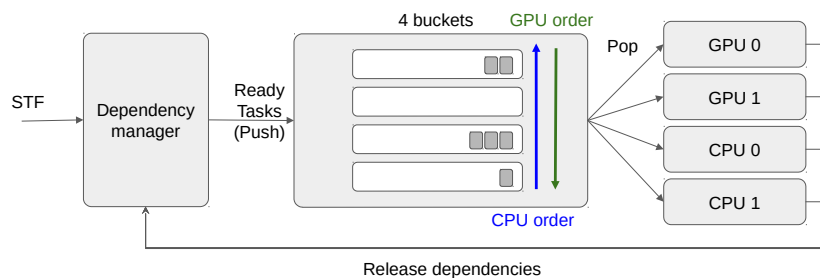 4 buckets
GPU order
Pop
GPU 0
STF
Dependency
manager
Ready
Tasks
(Push)
GPU 1
CPU 0
CPU 1
CPU order
Release dependencies